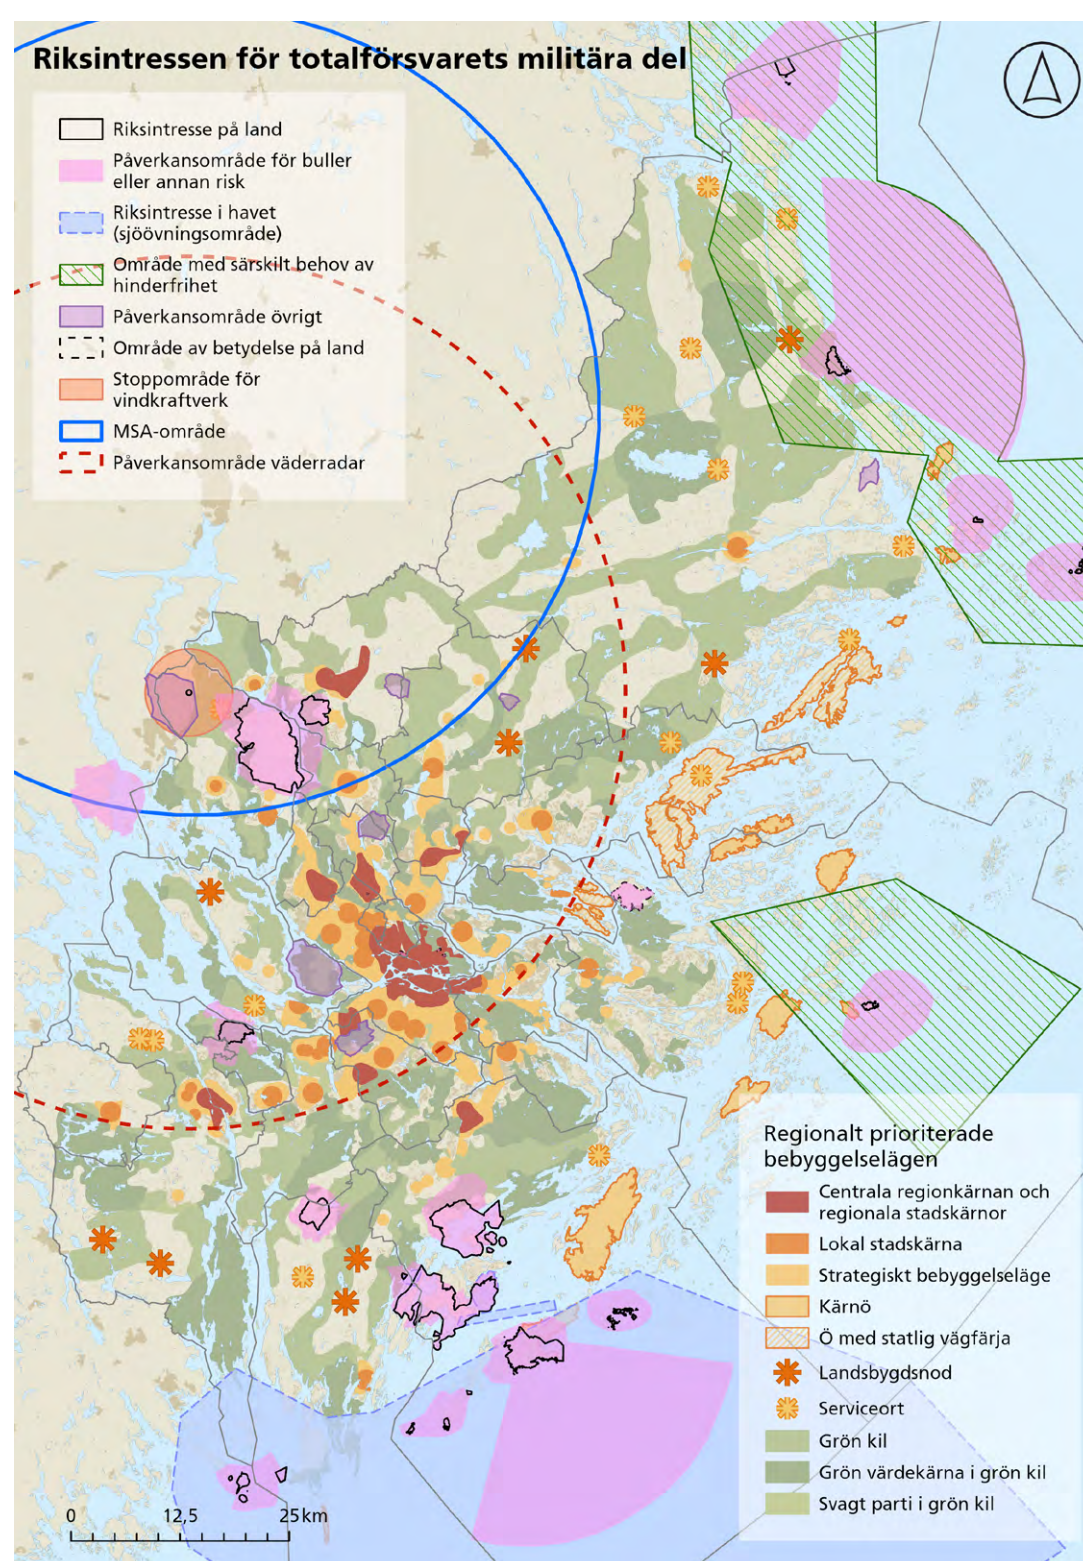 Riksintressen för totalförsvarets militära del
Riksintresse på land
Påverkansområde för buller
eller annan risk
Riksintresse i havet
(sjöövningsområde)
Område med särskilt behov av
hinderfrihet
Påverkansområde övrigt
Område av betydelse på land
Stoppområde för
vindkraftverk
MSA-område
Påverkansområde väderradar
Regionalt prioriterade
bebyggelselägen
Centrala regionkärnan och
regionala stadskärnor
Lokal stadskärna
Strategiskt bebyggelseläge
Kärnö
Ö med statlig vägfärja
Landsbygdsnod
Serviceort
Grön kil
Grön värdekärna i grön kil
Svagt parti i grön kil
0 12,5 25 km